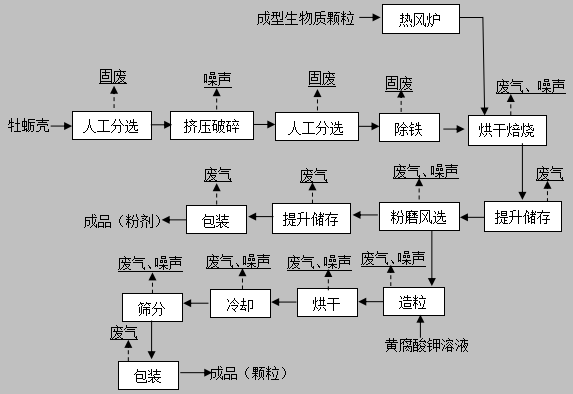 成型生物质颗粒 热风炉
固废 噪声 固废 固废 废气、噪声
牡蛎壳 人工分选 挤压破碎 人工分选 除铁 烘干焙烧
废气 废气 废气、噪声 废气
成品（粉剂） 包装 提升储存 粉磨风选 提升储存
废气、噪声 废气、噪声 废气、噪声 废气、噪声
筛分 冷却 烘干 造粒
废气 黄腐酸钾溶液
包装 成品（颗粒）